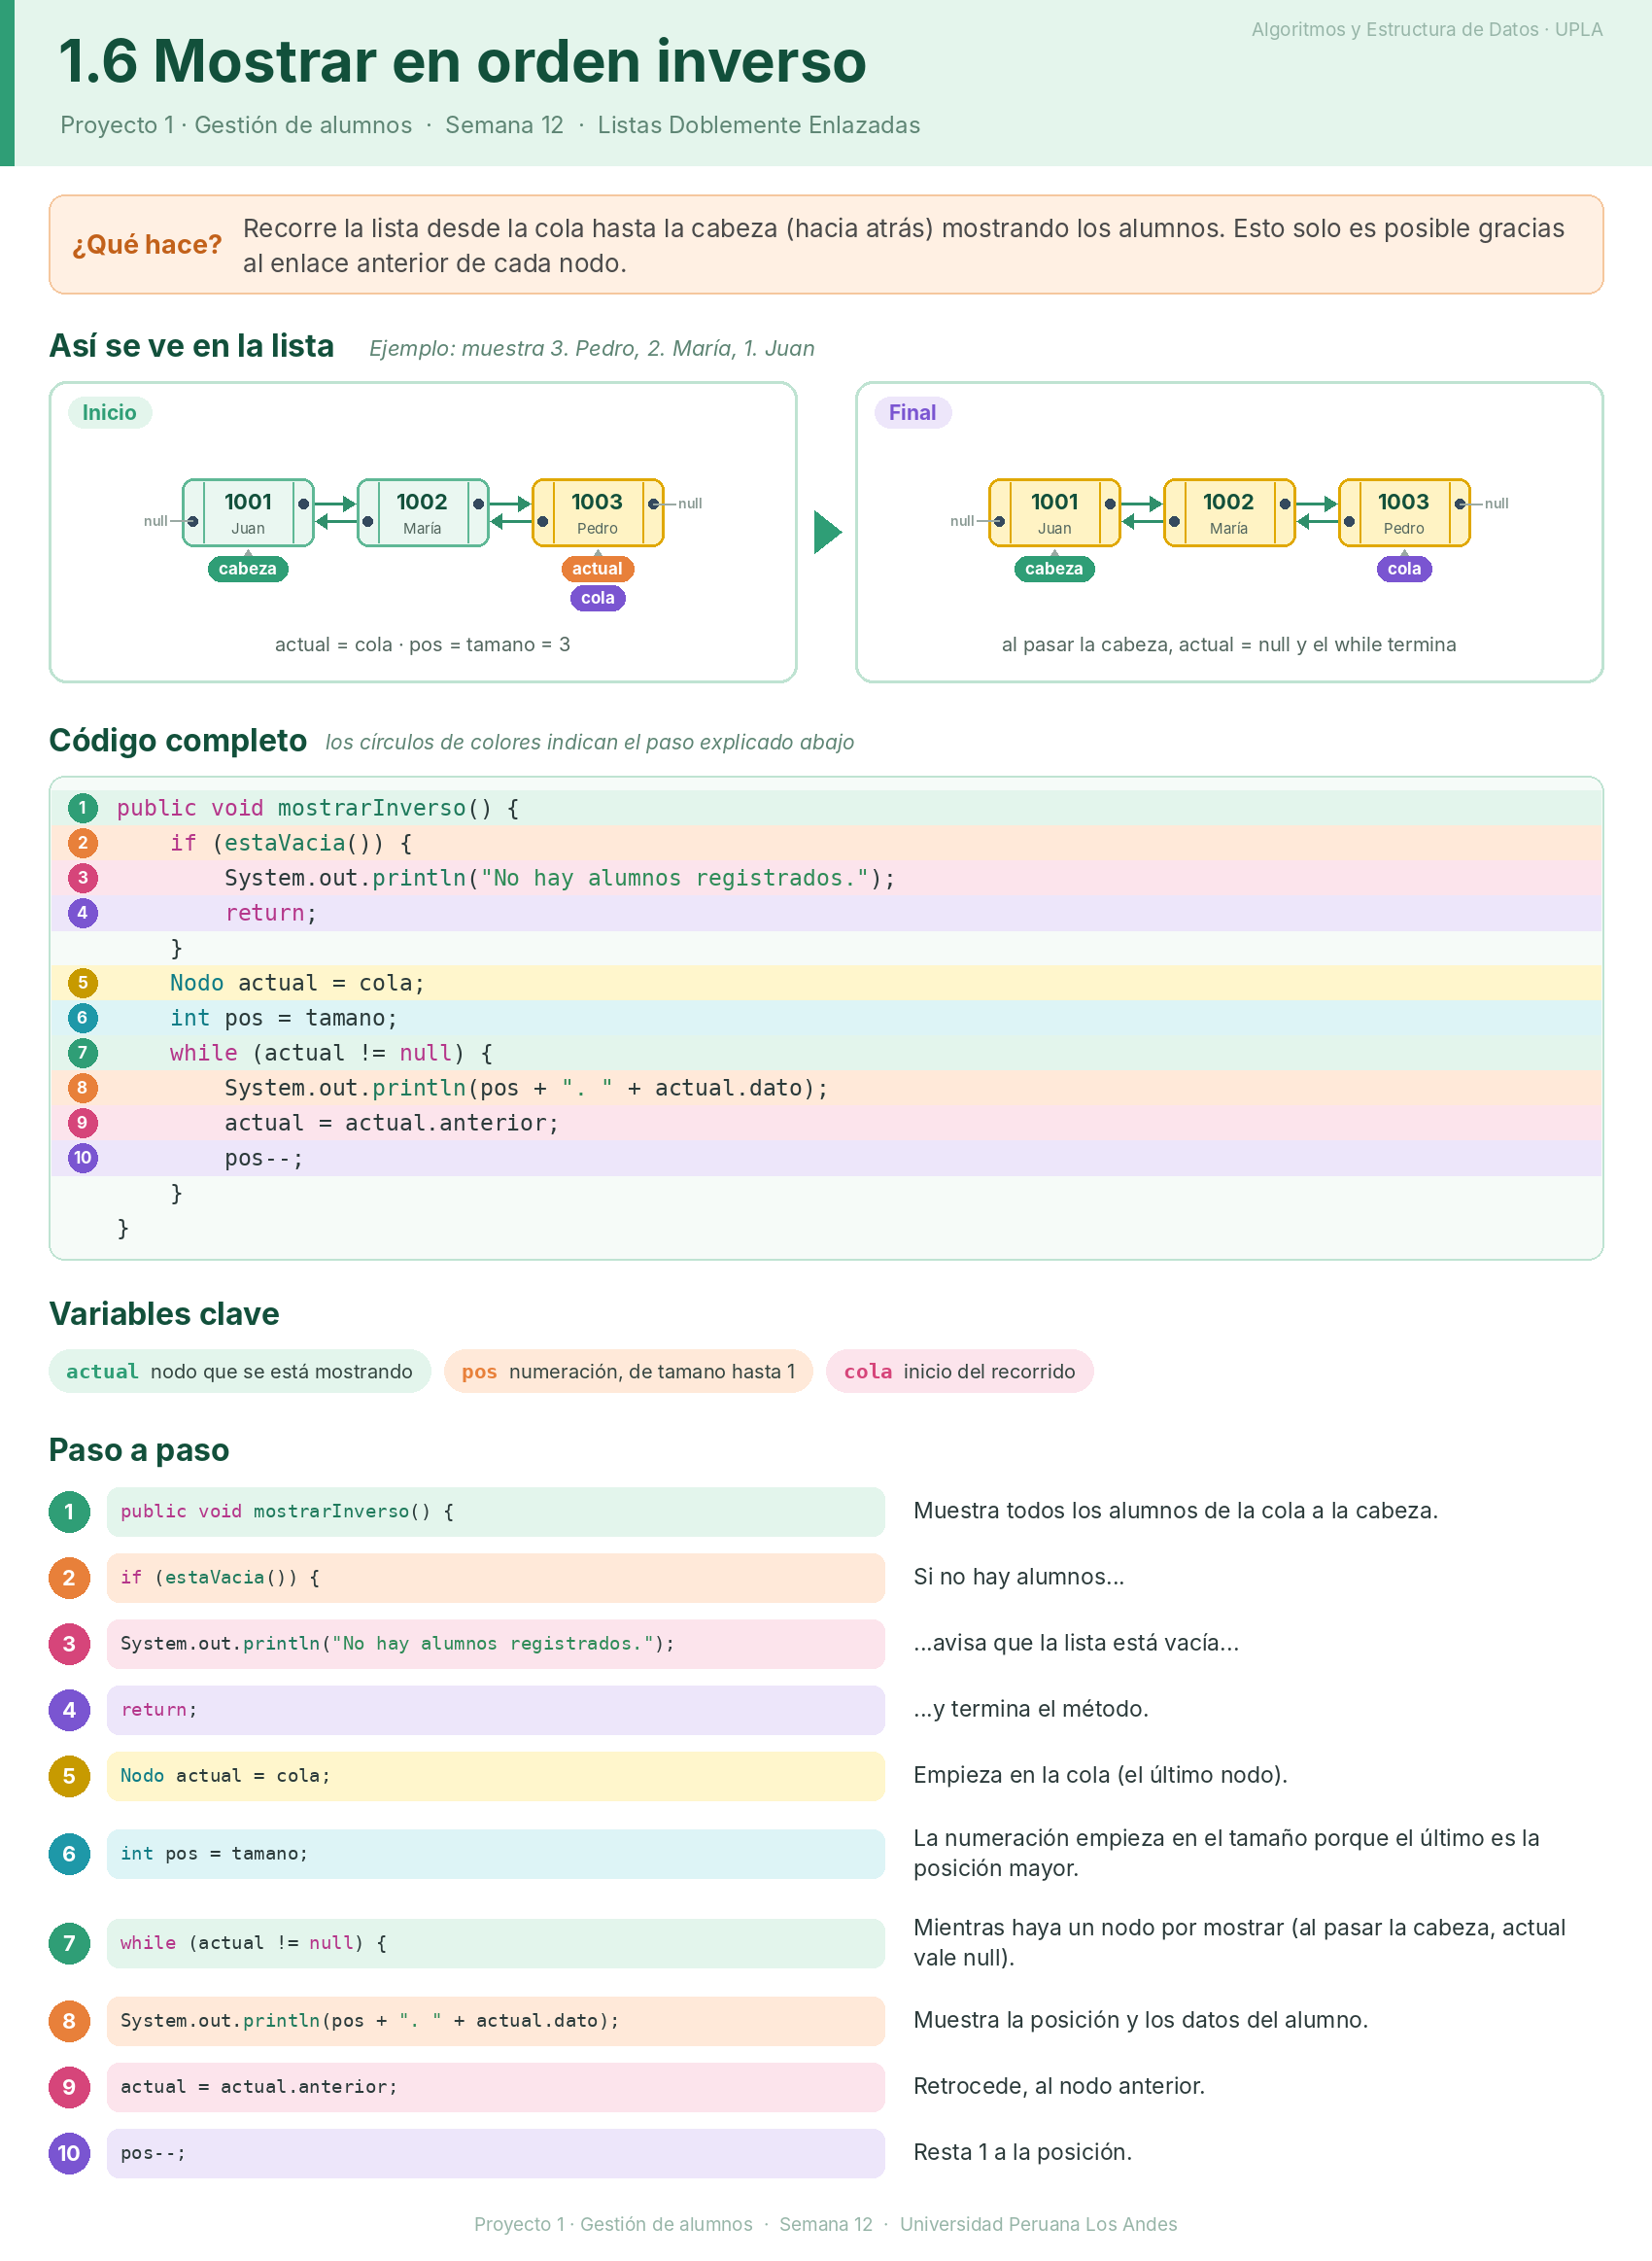 Algoritmos y Estructura de Datos · UPLA
1.6 Mostrar en orden inverso
Proyecto 1 · Gestión de alumnos · Semana 12 · Listas Doblemente Enlazadas
¿Qué hace?
Recorre la lista desde la cola hasta la cabeza (hacia atrás) mostrando los alumnos. Esto solo es posible gracias
al enlace anterior de cada nodo.
Así se ve en la lista
Ejemplo: muestra 3. Pedro, 2. María, 1. Juan
Inicio
null
1001
Juan
1002
María
1003
Pedro
null
cabeza
actual
cola
actual = cola · pos = tamano = 3
Final
null
1001
Juan
1002
María
1003
Pedro
null
cabeza
cola
al pasar la cabeza, actual = null y el while termina
Código completo
los círculos de colores indican el paso explicado abajo
1 public void mostrarInverso() {
2     if (estaVacia()) {
3         System.out.println("No hay alumnos registrados.");
4         return;
    }
5     Nodo actual = cola;
6     int pos = tamano;
7     while (actual != null) {
8         System.out.println(pos + ". " + actual.dato);
9         actual = actual.anterior;
10         pos--;
    }
}
Variables clave
actual nodo que se está mostrando
pos numeración, de tamano hasta 1
cola inicio del recorrido
Paso a paso
1 public void mostrarInverso() {
Muestra todos los alumnos de la cola a la cabeza.
2 if (estaVacia()) {
Si no hay alumnos...
3 System.out.println("No hay alumnos registrados.");
...avisa que la lista está vacía...
4 return;
...y termina el método.
5 Nodo actual = cola;
Empieza en la cola (el último nodo).
6 int pos = tamano;
La numeración empieza en el tamaño porque el último es la
posición mayor.
7 while (actual != null) {
Mientras haya un nodo por mostrar (al pasar la cabeza, actual
vale null).
8 System.out.println(pos + ". " + actual.dato);
Muestra la posición y los datos del alumno.
9 actual = actual.anterior;
Retrocede, al nodo anterior.
10 pos--;
Resta 1 a la posición.
Proyecto 1 · Gestión de alumnos · Semana 12 · Universidad Peruana Los Andes